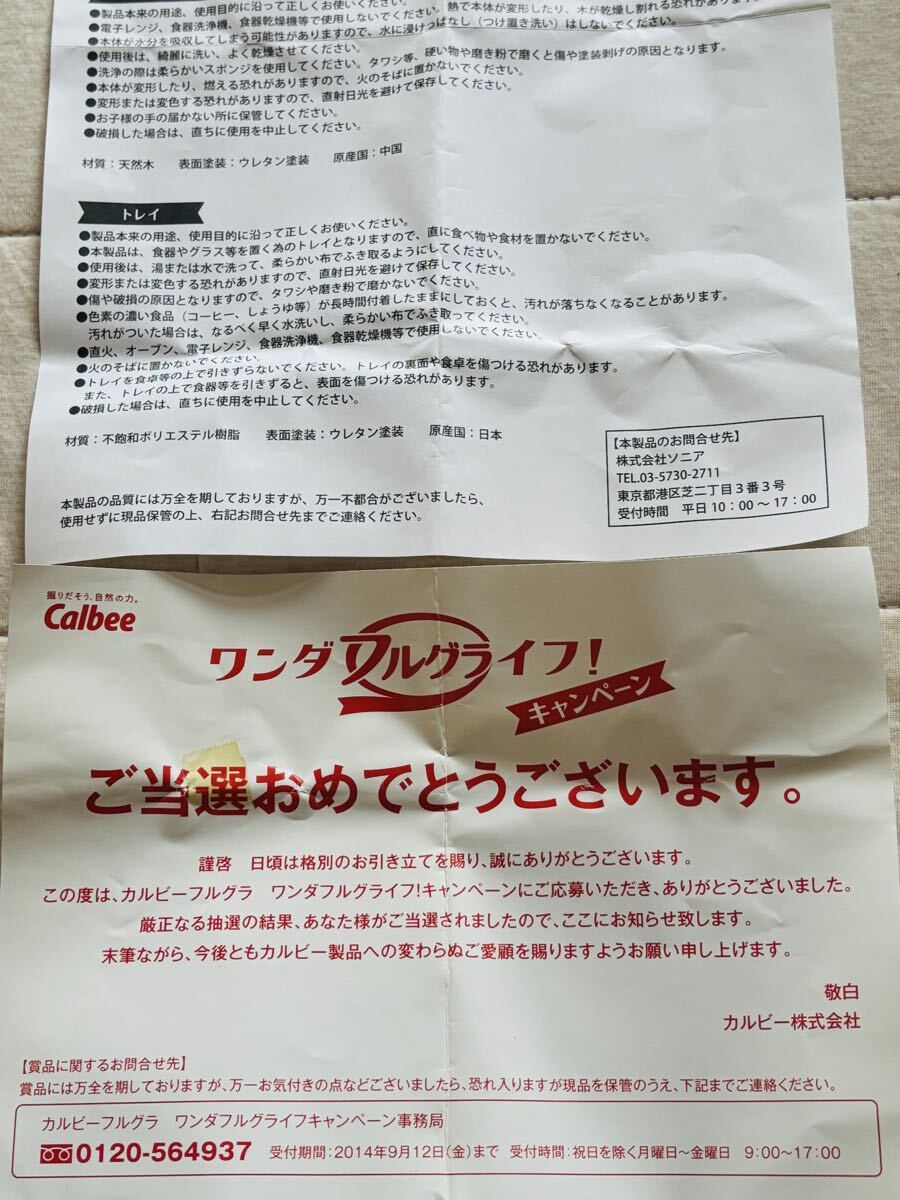 ●製品本来の用途、使用目的に沿って正しくお使いください。
●電子レンジ、食器洗浄機、食器乾燥機等で使用しないでください。熱で本体が変形したり、木が乾燥し割れる恐れがあります。
●本体が水分を吸収してしまう可能性がありますので、水に浸けっぱなし（つけ置き洗い）はしないでください。
●使用後は、綺麗に洗い、よく乾燥させてください。
●洗浄の際は柔らかいスポンジを使用してください。タワシ等、硬い物や磨き粉で磨くと傷や塗装剥げの原因となります。
●本体が変形したり、燃える恐れがありますので、火のそばに置かないでください。
●変形または変色する恐れがありますので、直射日光を避けて保存してください。
●お子様の手の届かない所に保管してください。
●破損した場合は、直ちに使用を中止してください。
材質：天然木　表面塗装：ウレタン塗装　原産国：中国
トレイ
●製品本来の用途、使用目的に沿って正しくお使いください。
●本製品は、食器やグラス等を置く為のトレイとなりますので、直に食べ物や食材を置かないでください。
●使用後は、湯または水で洗って、柔らかい布でふき取るようにしてください。
●変形または変色する恐れがありますので、直射日光を避けて保存してください。
●傷や破損の原因となりますので、タワシや磨き粉で磨かないでください。
●色素の濃い食品（コーヒー、しょうゆ等）が長時間付着したままにしておくと、汚れが落ちなくなることがあります。
汚れがついた場合は、なるべく早く水洗いし、柔らかい布でふき取ってください。
●直火、オーブン、電子レンジ、食器洗浄機、食器乾燥機等で使用しないでください。
●火のそばに置かないでください。
●トレイを食卓等の上で引きずらないでください。トレイの裏面や食卓を傷つける恐れがあります。
また、トレイの上で食器等を引きずると、表面を傷つける恐れがあります。
●破損した場合は、直ちに使用を中止してください。
材質：不飽和ポリエステル樹脂　表面塗装：ウレタン塗装　原産国：日本
本製品の品質には万全を期しておりますが、万一不都合がございましたら、
使用せずに現品保管の上、右記お問合せ先までご連絡ください。
【本製品のお問合せ先】
株式会社ソニア
TEL.03-5730-2711
東京都港区芝二丁目3番3号
受付時間　平日10：00～17：00
掘りだそう、自然の力。
Calbee
ワンダフルグライフ！
キャンペーン
ご当選おめでとうございます。
謹啓　日頃は格別のお引き立てを賜り、誠にありがとうございます。
この度は、カルビーフルグラ　ワンダフルグライフ！キャンペーンにご応募いただき、ありがとうございました。
厳正なる抽選の結果、あなた様がご当選されましたので、ここにお知らせ致します。
末筆ながら、今後ともカルビー製品への変わらぬご愛顧を賜りますようお願い申し上げます。
敬白
カルビー株式会社
【賞品に関するお問合せ先】
賞品には万全を期しておりますが、万一お気付きの点などございましたら、恐れ入りますが現品を保管のうえ、下記までご連絡ください。
カルビーフルグラ　ワンダフルグライフキャンペーン事務局
0120-564937　受付期間：2014年9月12日(金)まで　受付時間：祝日を除く月曜日～金曜日　9:00～17:00